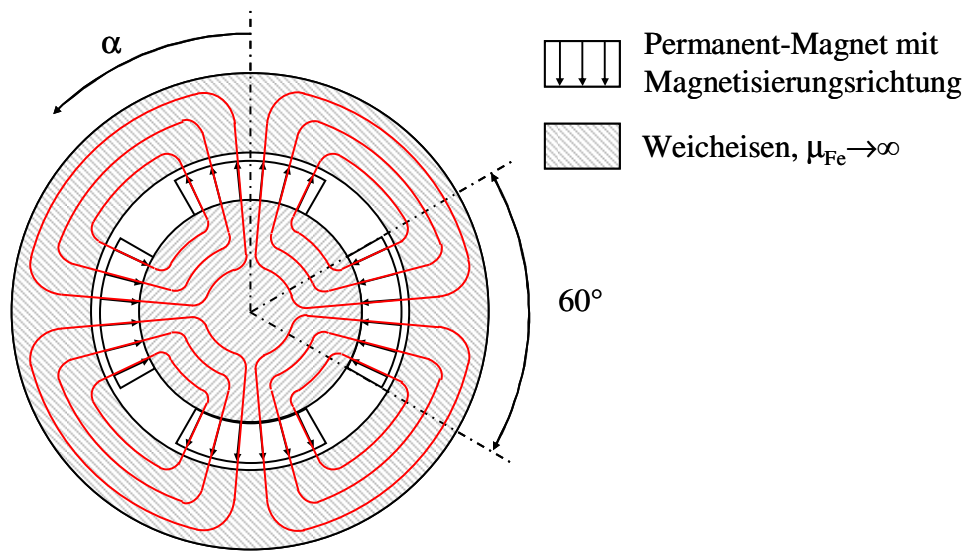 α
Permanent-Magnet mit
Magnetisierungsrichtung
Weicheisen, μFe→∞
60°